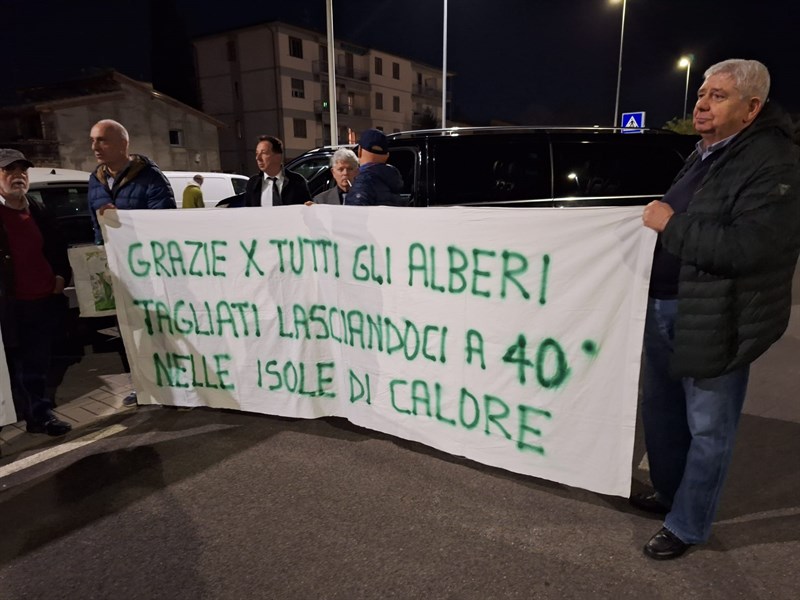 GRAZIE X TUTTI GLI ALBERI
TAGLIATI LASCIANDOCI A 40°
NELLE ISOLE DI CALORE